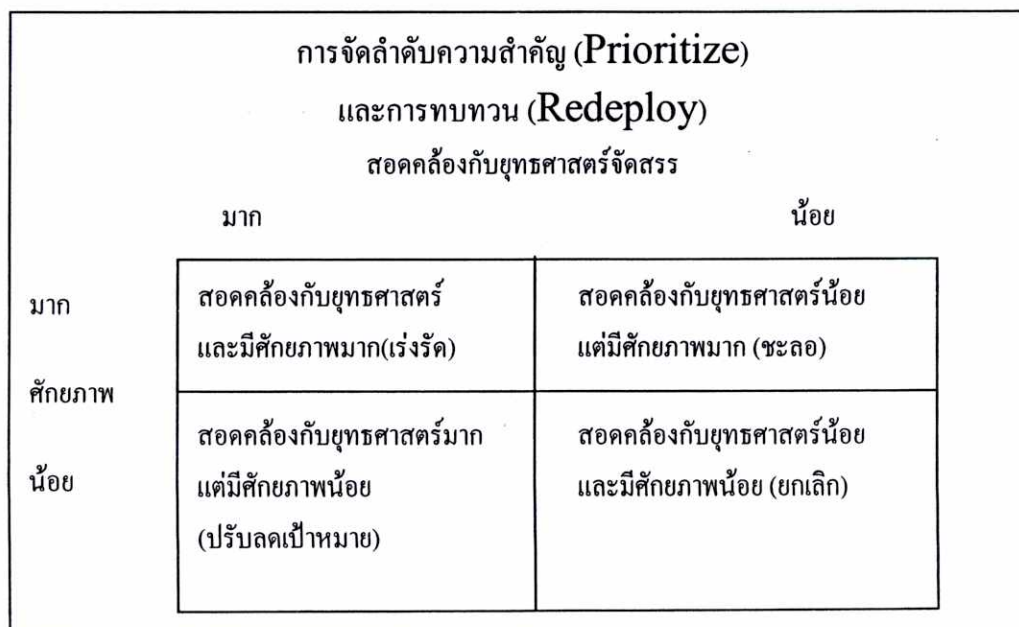 การจัดลำดับความสำคัญ (Prioritize)
และการทบทวน (Redeploy)
สอดคล้องกับยุทธศาสตร์จัดสรร
มาก น้อย
มาก
ศักยภาพ
น้อย
สอดคล้องกับยุทธศาสตร์
และมีศักยภาพมาก(เร่งรัด)
สอดคล้องกับยุทธศาสตร์น้อย
แต่มีศักยภาพมาก (ชะลอ)
สอดคล้องกับยุทธศาสตร์มาก
แต่มีศักยภาพน้อย
(ปรับลดเป้าหมาย)
สอดคล้องกับยุทธศาสตร์น้อย
และมีศักยภาพน้อย (ยกเลิก)